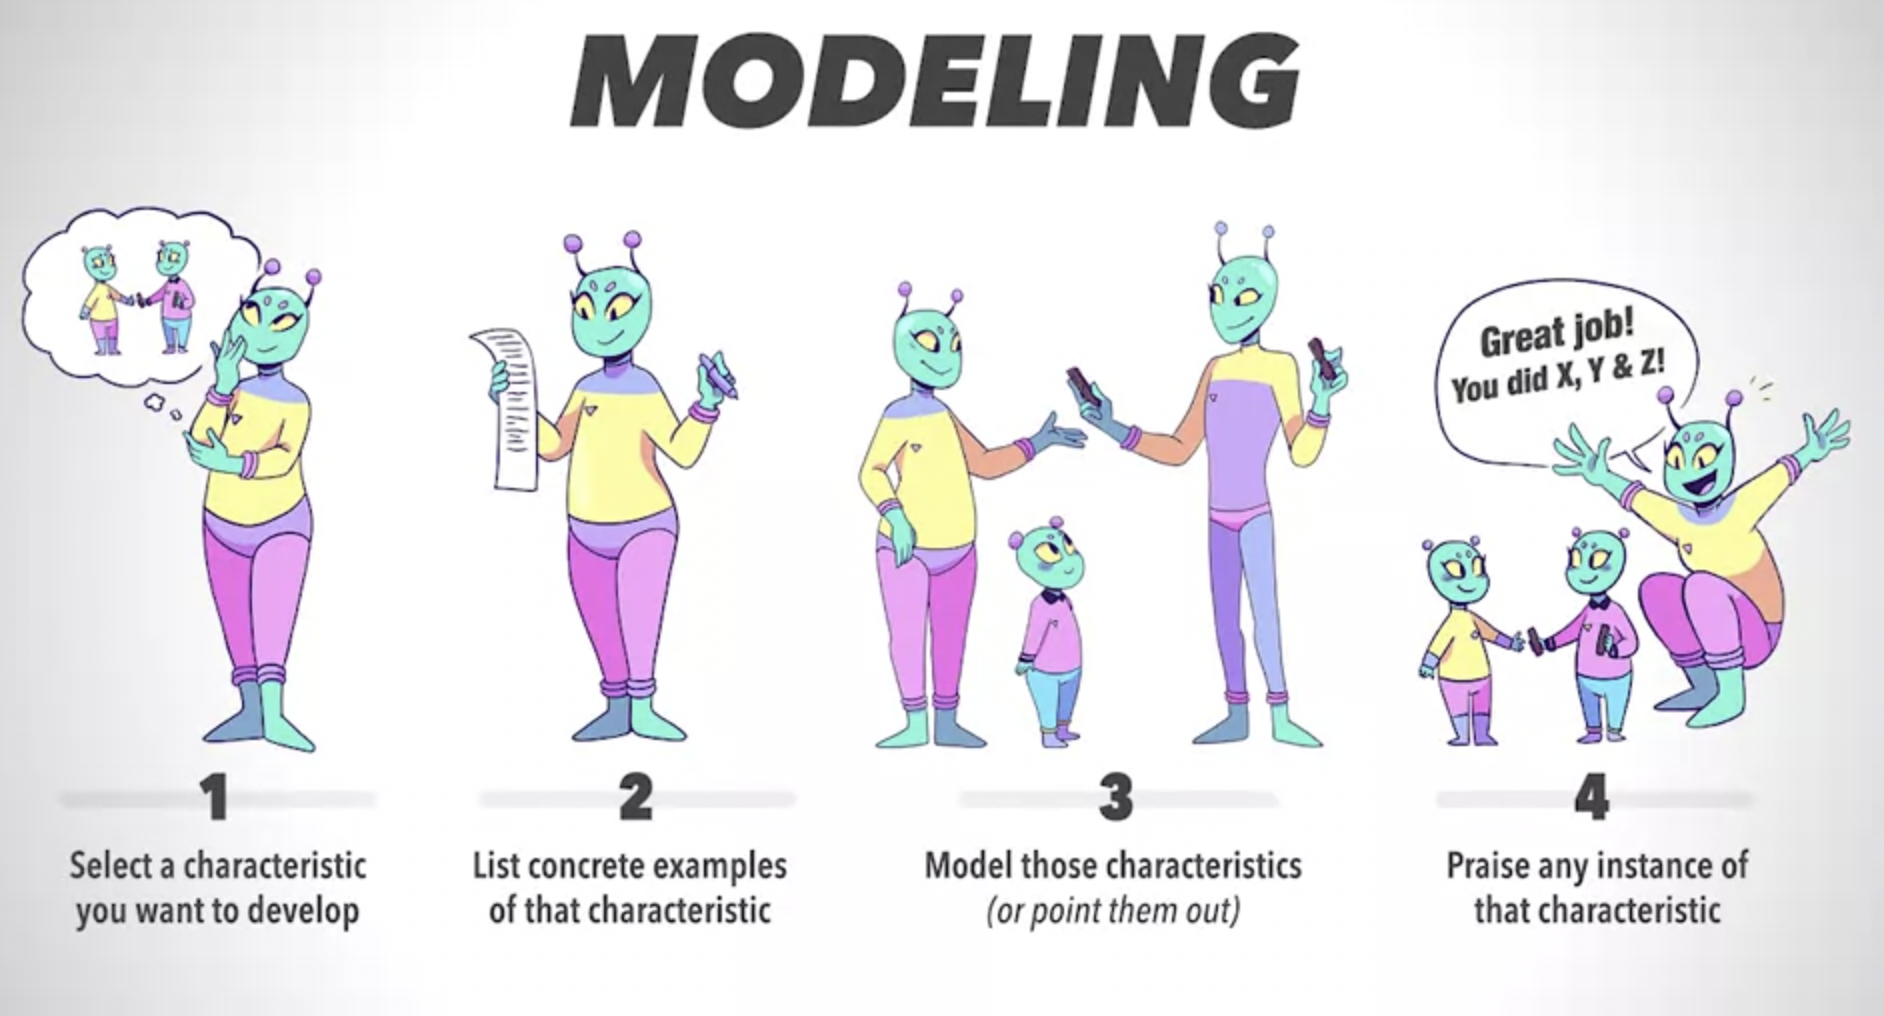 MODELING
Great job!
You did X, Y & Z!
1
Select a characteristic
you want to develop
2
List concrete examples
of that characteristic
3
Model those characteristics
(or point them out)
4
Praise any instance of
that characteristic